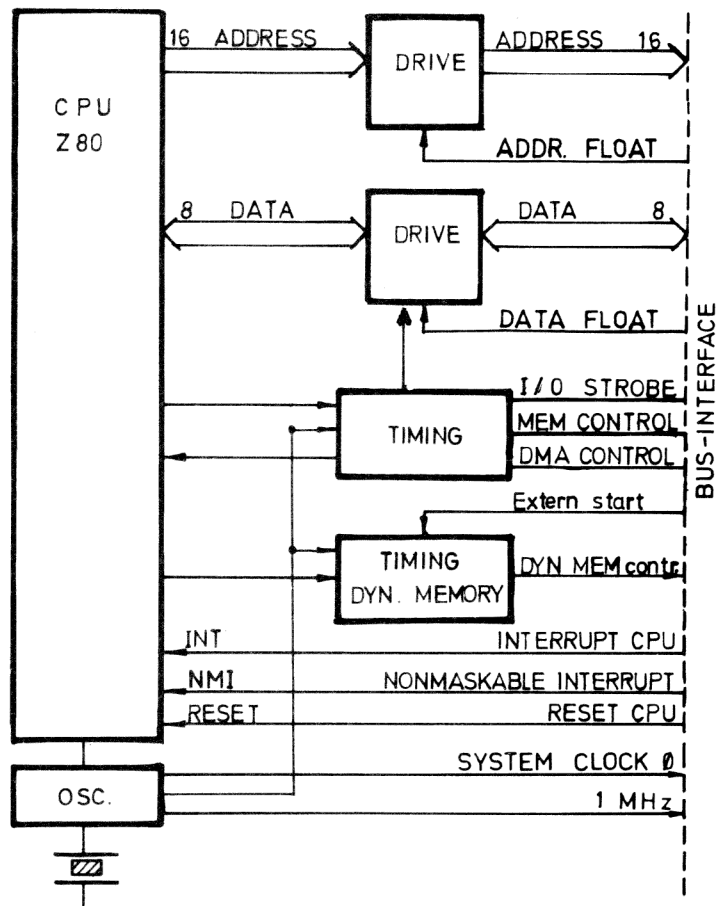 16 ADDRESS
ADDRESS 16
DRIVE
CPU
Z80
ADDR. FLOAT
8 DATA
DATA 8
DRIVE
DATA FLOAT
I/O STROBE
MEM CONTROL
DMA CONTROL
TIMING
BUS-INTERFACE
Extern start
TIMING
DYN. MEMORY
DYN MEM contr.
INT
INTERRUPT CPU
NMI
NONMASKABLE INTERRUPT
RESET
RESET CPU
SYSTEM CLOCK Ø
OSC.
1 MHz